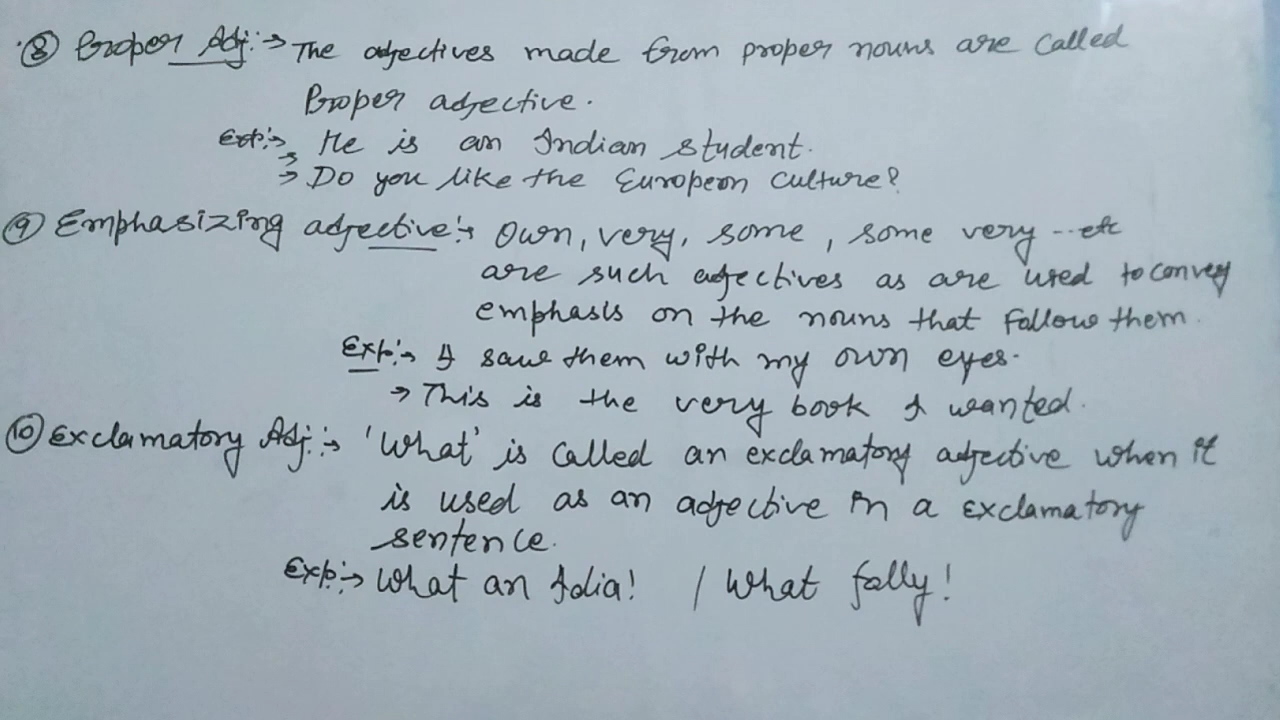 ⑧ Proper Adj:→ The adjectives made from proper nouns are called
Proper adjective.
Exp:→ He is an Indian student.
→ Do you like the European culture?
⑨ Emphasizing adjective:→ Own, very, some, some very -- etc
are such adjectives as are used to convey
emphasis on the nouns that follow them.
Exp:→ I saw them with my own eyes.
→ This is the very book I wanted.
⑩ Exclamatory Adj.:→ 'What' is called an exclamatory adjective when it
is used as an adjective in a exclamatory
sentence.
Exp:→ What an Idia! / What folly!